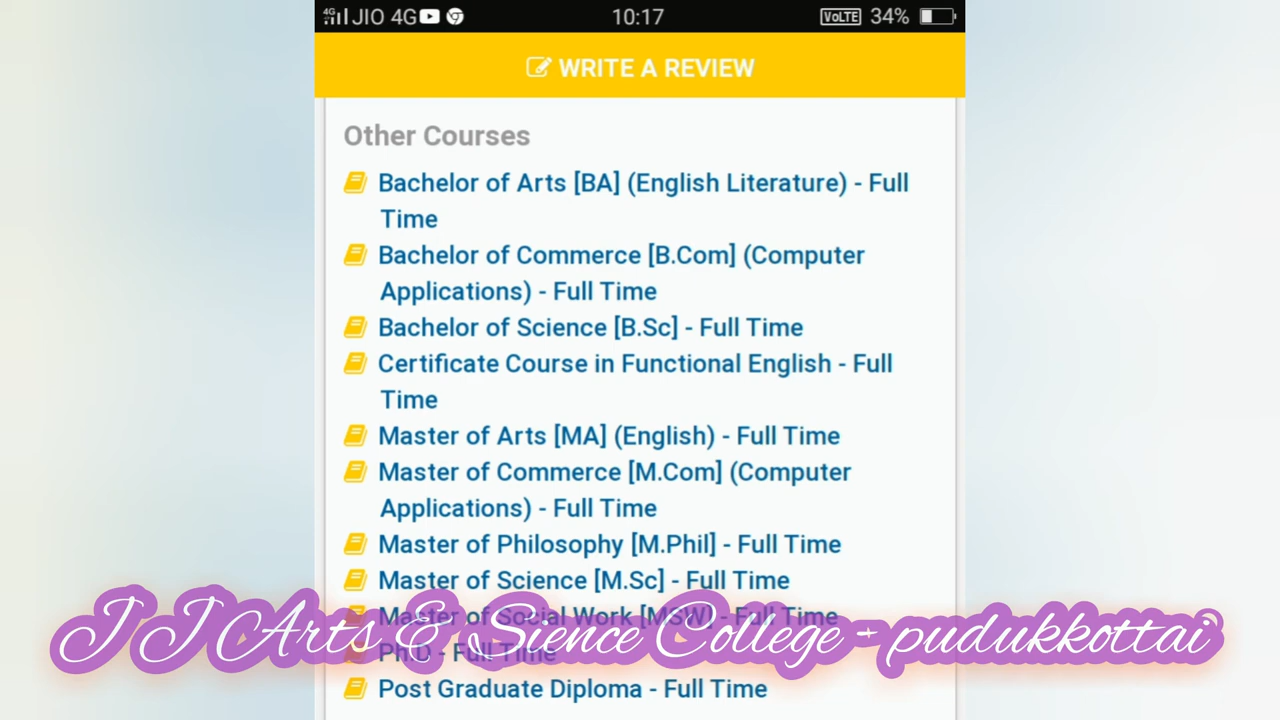 4G JIO 4G 10:17 VoLTE 34%
WRITE A REVIEW
Other Courses
Bachelor of Arts [BA] (English Literature) - Full
Time
Bachelor of Commerce [B.Com] (Computer
Applications) - Full Time
Bachelor of Science [B.Sc] - Full Time
Certificate Course in Functional English - Full
Time
Master of Arts [MA] (English) - Full Time
Master of Commerce [M.Com] (Computer
Applications) - Full Time
Master of Philosophy [M.Phil] - Full Time
Master of Science [M.Sc] - Full Time
Master of Social Work [MSW] - Full Time
J J Arts & Sience College - pudukkottai
Ph.D - Full Time
Post Graduate Diploma - Full Time